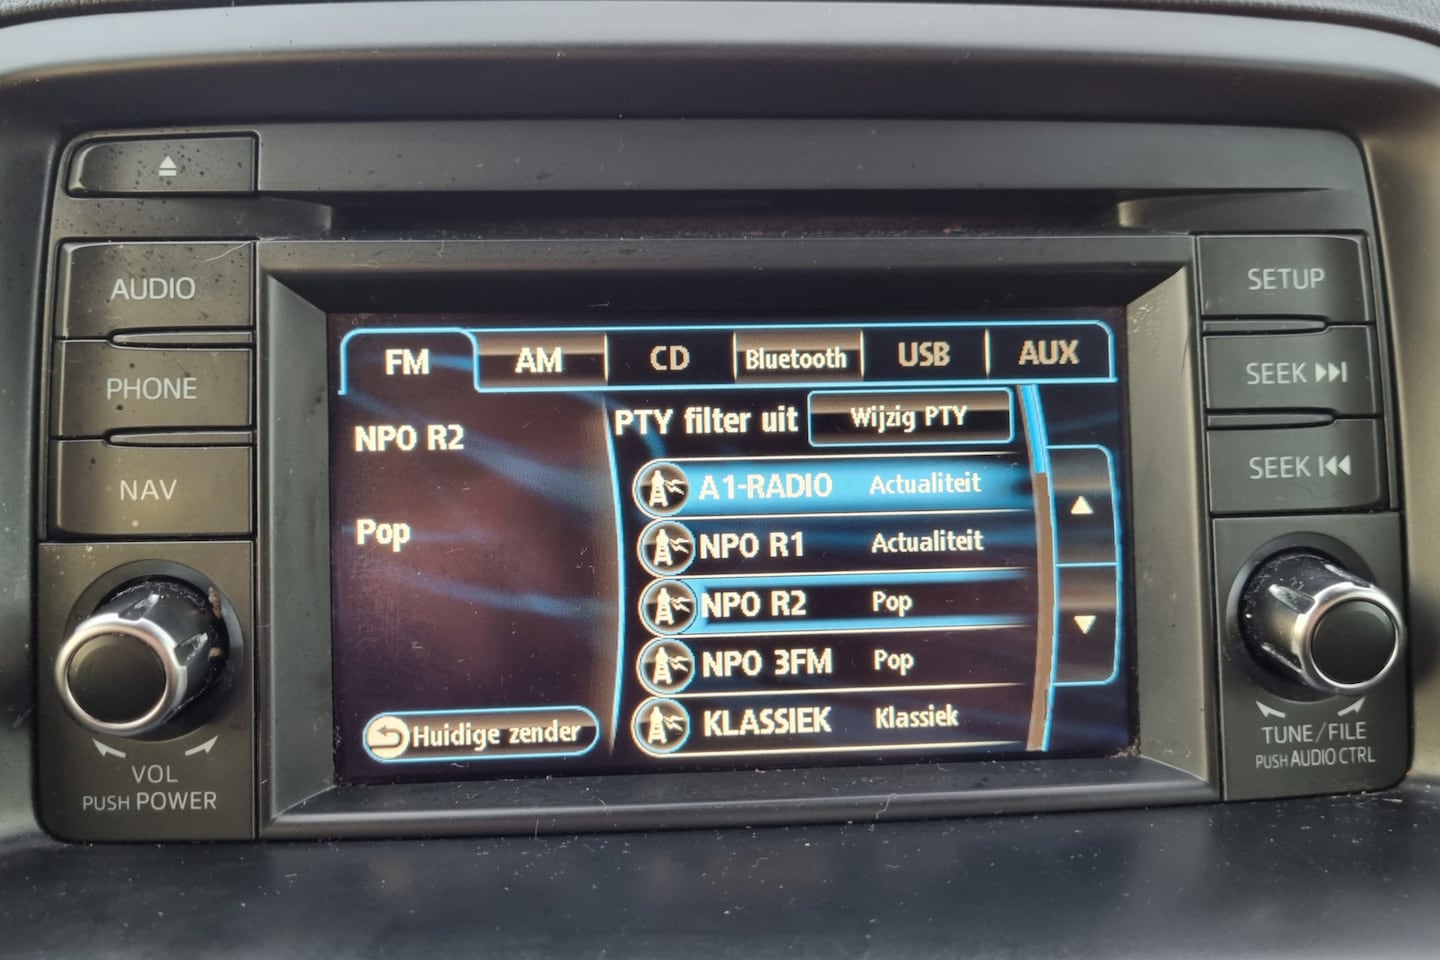 AUDIO
PHONE
NAV
VOL
PUSH POWER
FM AM CD Bluetooth USB AUX
NPO R2
Pop
Huidige zender
PTY filter uit Wijzig PTY
A1-RADIO Actualiteit
NPO R1 Actualiteit
NPO R2 Pop
NPO 3FM Pop
KLASSIEK Klassiek
SETUP
SEEK
SEEK
TUNE/FILE
PUSH AUDIO CTRL